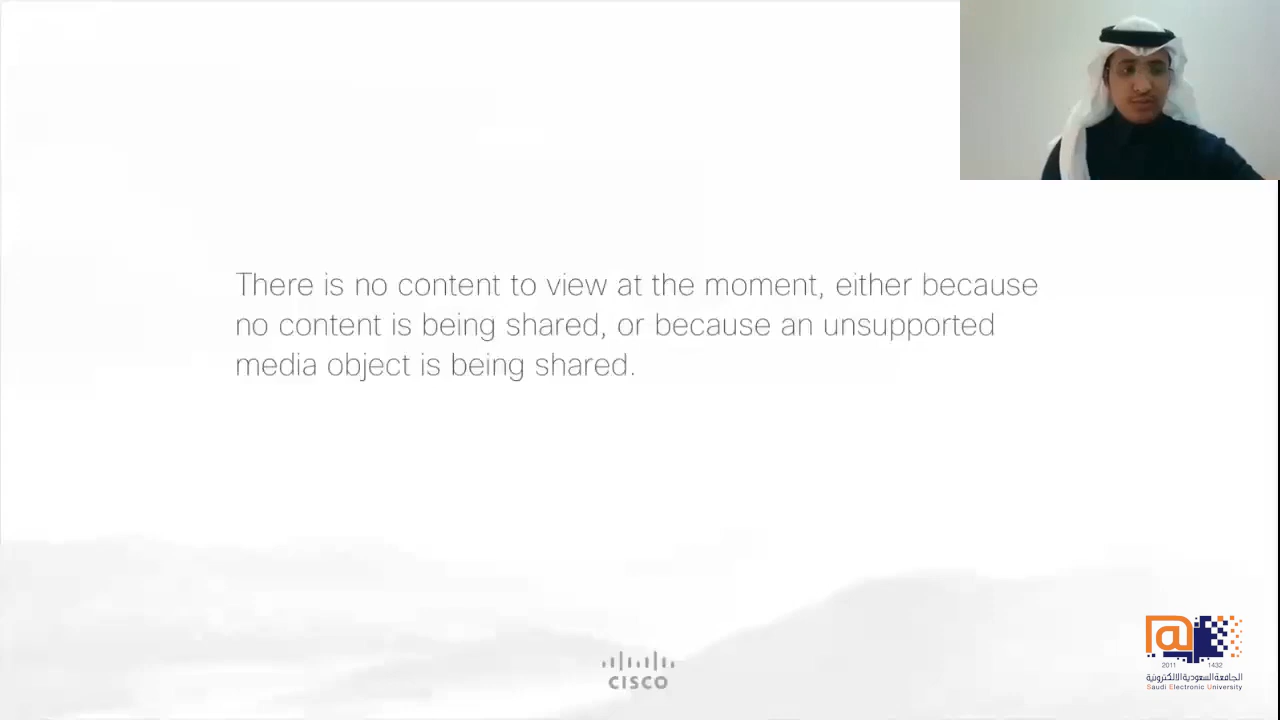 There is no content to view at the moment, either because
no content is being shared, or because an unsupported
media object is being shared.
CISCO
@
2011 1432
الجامعة السعودية الالكترونية
Saudi Electronic University